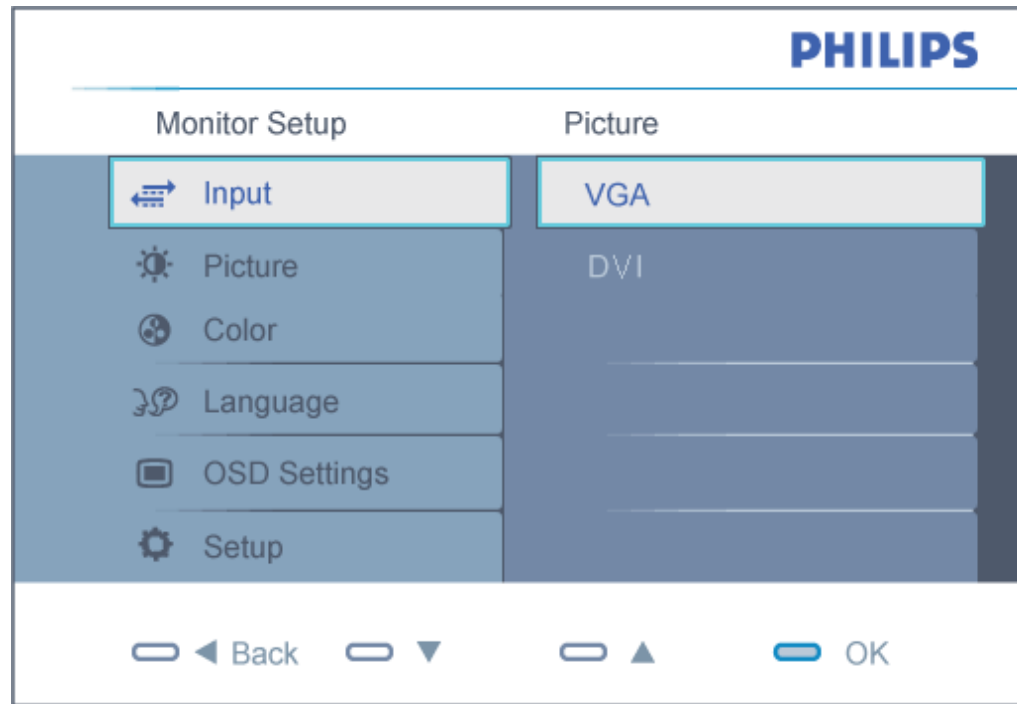 PHILIPS
Monitor Setup Picture
Input VGA
Picture DVI
Color
Language
OSD Settings
Setup
Back OK